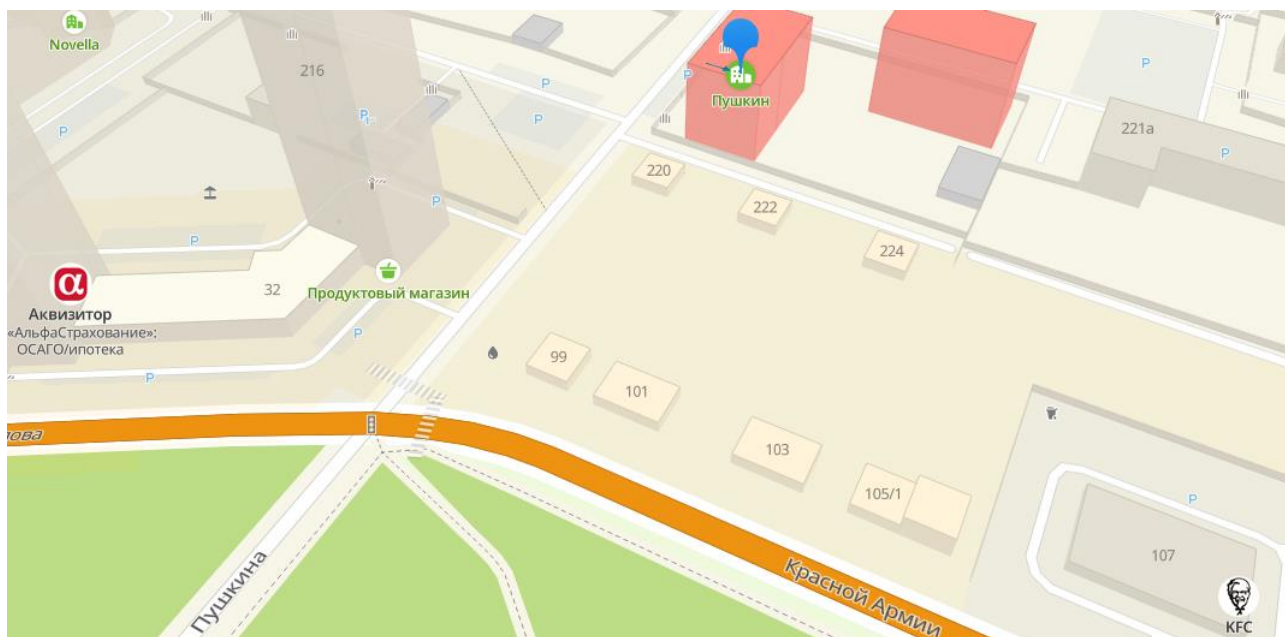 Novella
216
P
P
P
P
P
Пушкин
P
221а
P
220
222
224
P
P
32
Продуктовый магазин
Аквизитор
«АльфаСтрахование»;
ОСАГО/ипотека
P
P
99
101
103
105/1
P
107
KFC
Пушкина
Красной Армии